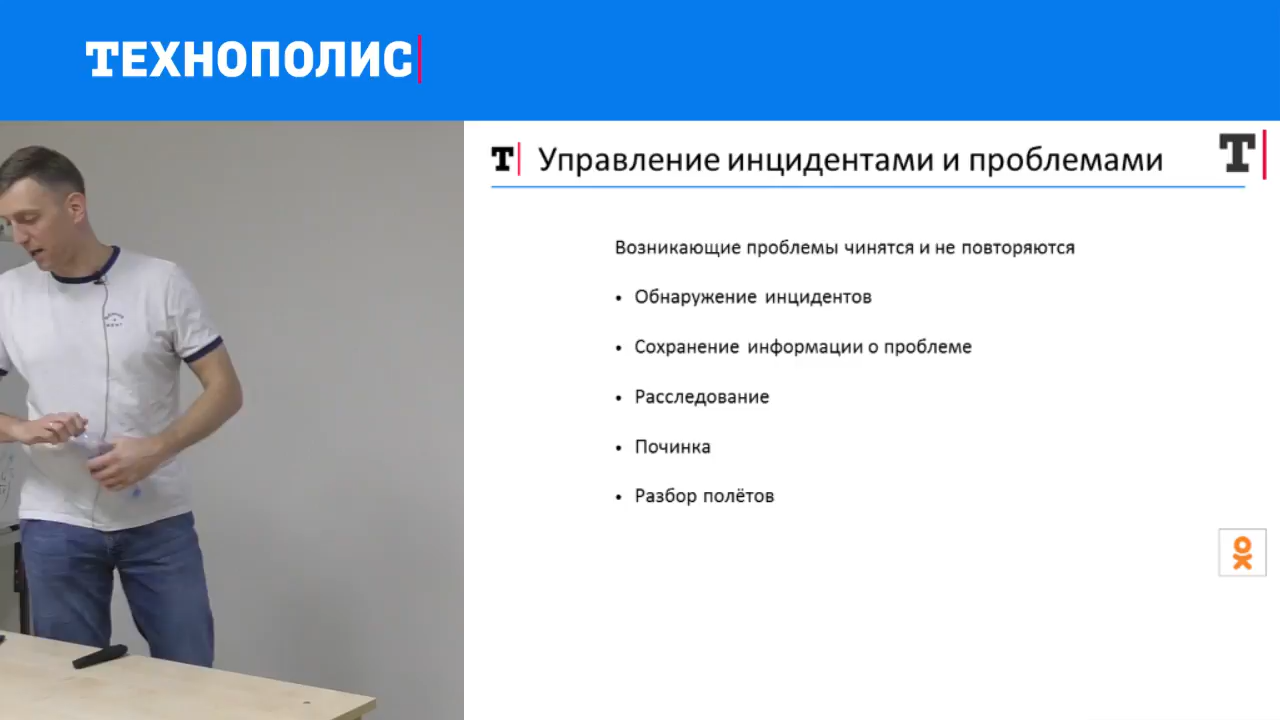 ТЕХНОПОЛИС
Т Управление инцидентами и проблемами Т
Возникающие проблемы чинятся и не повторяются
• Обнаружение инцидентов
• Сохранение информации о проблеме
• Расследование
• Починка
• Разбор полётов